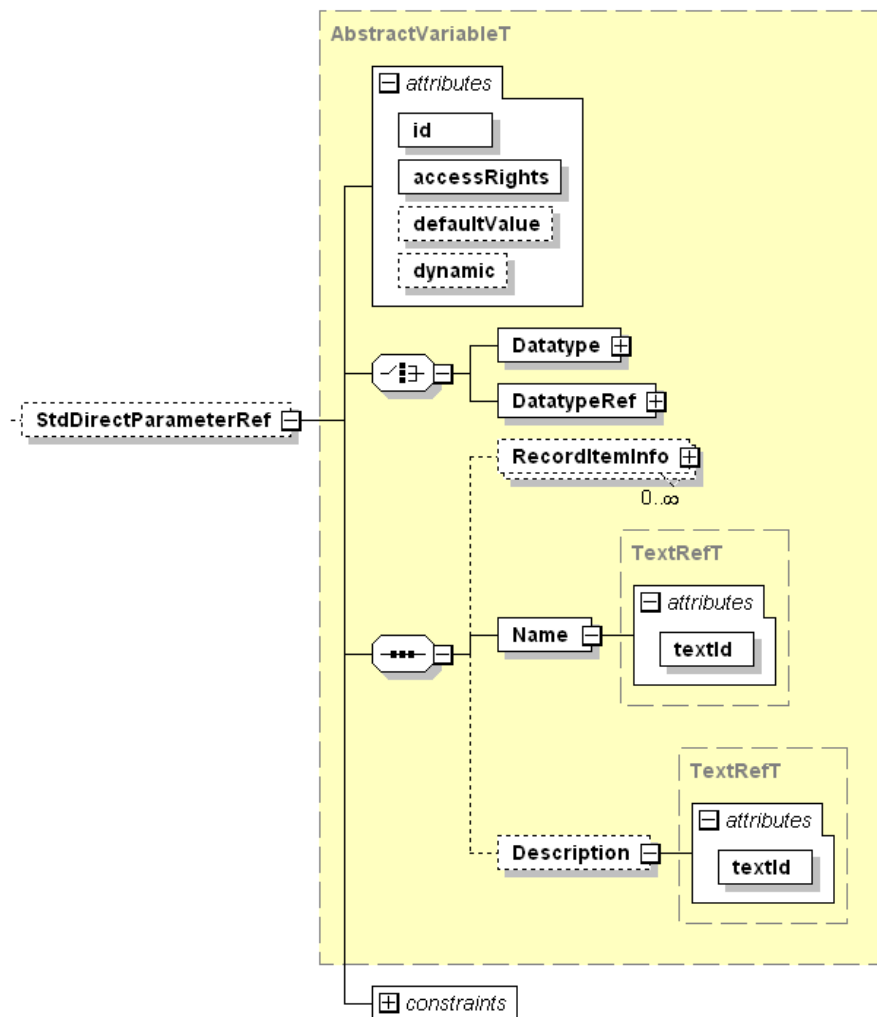 AbstractVariableT
attributes
id
accessRights
defaultValue
dynamic
Datatype
DatatypeRef
StdDirectParameterRef
RecordItemInfo
0..∞
TextRefT
attributes
Name
textId
TextRefT
attributes
Description
textId
constraints